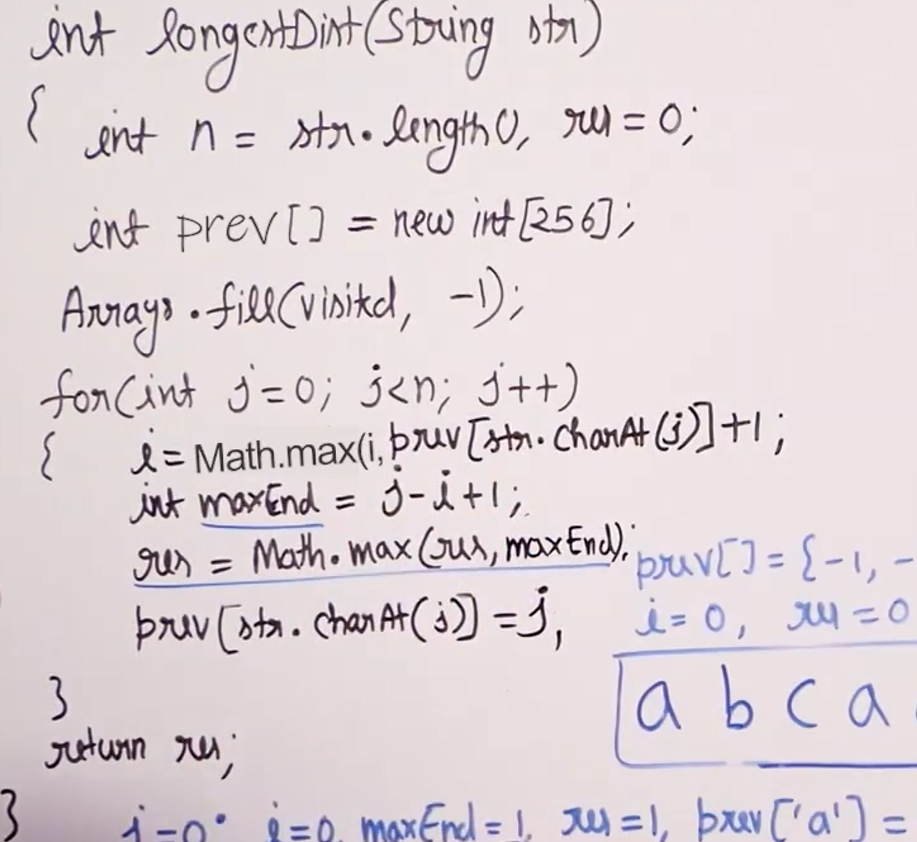 int longestDist(String str)
{ int n = str.length(), res = 0;
int prev[] = new int[256];
Arrays.fill(visited, -1);
for(int j=0; j<n; j++)
{ i = Math.max(i, prev[str.charAt(j)]+1;
int maxEnd = j-i+1;
res = Math.max(res, maxEnd);
prev[str.charAt(j)] = j;
prev[] = {-1, -
i=0, res=0
a b c a
}
return res;
}
j=0: i=0, maxEnd=1, res=1, prev['a'] =